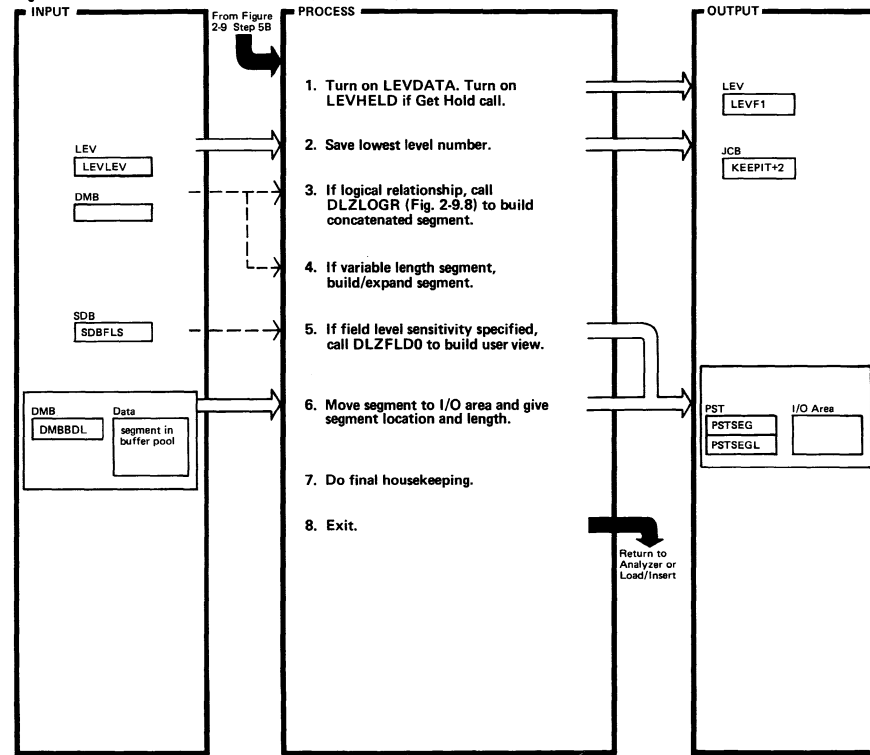 INPUT
From Figure
2-9 Step 5B
PROCESS
OUTPUT
1. Turn on LEVDATA. Turn on
LEVHELD if Get Hold call.
LEV
LEVF1
2. Save lowest level number.
LEV
LEVLEV
JCB
KEEPIT+2
DMB
3. If logical relationship, call
DLZLOGR (Fig. 2-9.8) to build
concatenated segment.
4. If variable length segment,
build/expand segment.
SDB
SDBFLS
5. If field level sensitivity specified,
call DLZFLD0 to build user view.
DMB
DMBBDL
Data
segment in
buffer pool
6. Move segment to I/O area and give
segment location and length.
PST
PSTSEG
PSTSEGL
I/O Area
7. Do final housekeeping.
8. Exit.
Return to
Analyzer or
Load/Insert